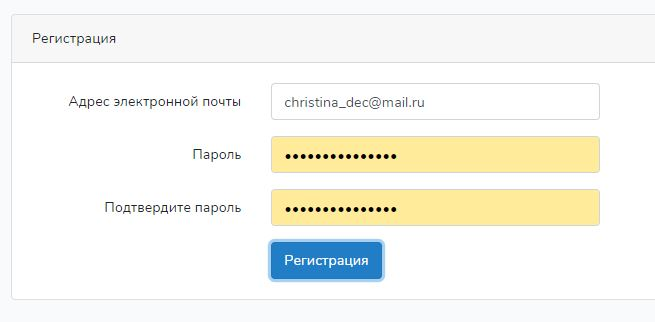 Регистрация
Адрес электронной почты
christina_dec@mail.ru
Пароль
•••••••••••••••
Подтвердите пароль
•••••••••••••••
Регистрация